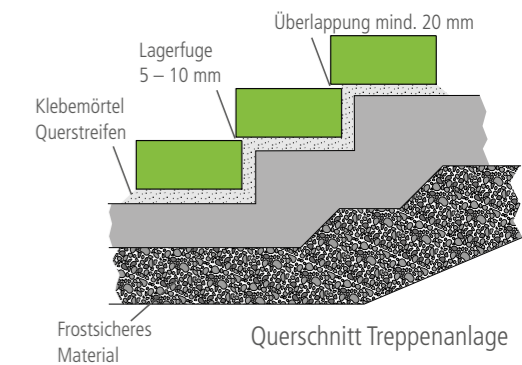 Überlappung mind. 20 mm
Lagerfuge
5 – 10 mm
Klebemörtel
Querstreifen
Frostsicheres
Material
Querschnitt Treppenanlage